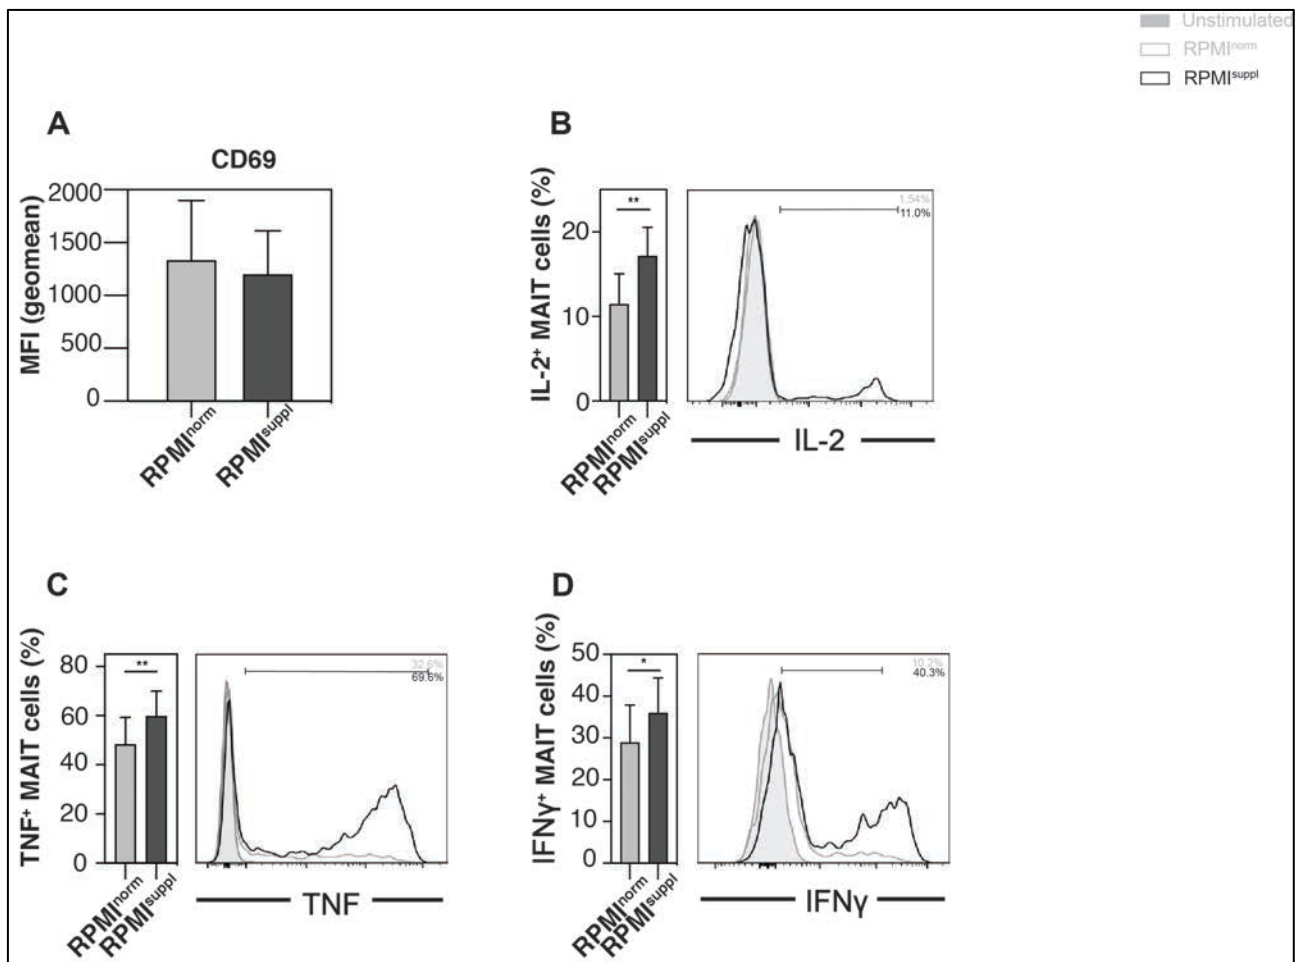 Unstimulated
RPMInorm
RPMIsuppl
A
CD69
MFI (geomean)
2000
1500
1000
500
0
RPMInorm
RPMIsuppl
B
IL-2+ MAIT cells (%)
20
10
0
**
RPMInorm
RPMIsuppl
1.54%
11.0%
IL-2
C
TNF+ MAIT cells (%)
80
60
40
20
0
**
RPMInorm
RPMIsuppl
32.6%
69.6%
TNF
D
IFNγ+ MAIT cells (%)
50
40
30
20
10
0
*
RPMInorm
RPMIsuppl
10.2%
40.3%
IFNγ